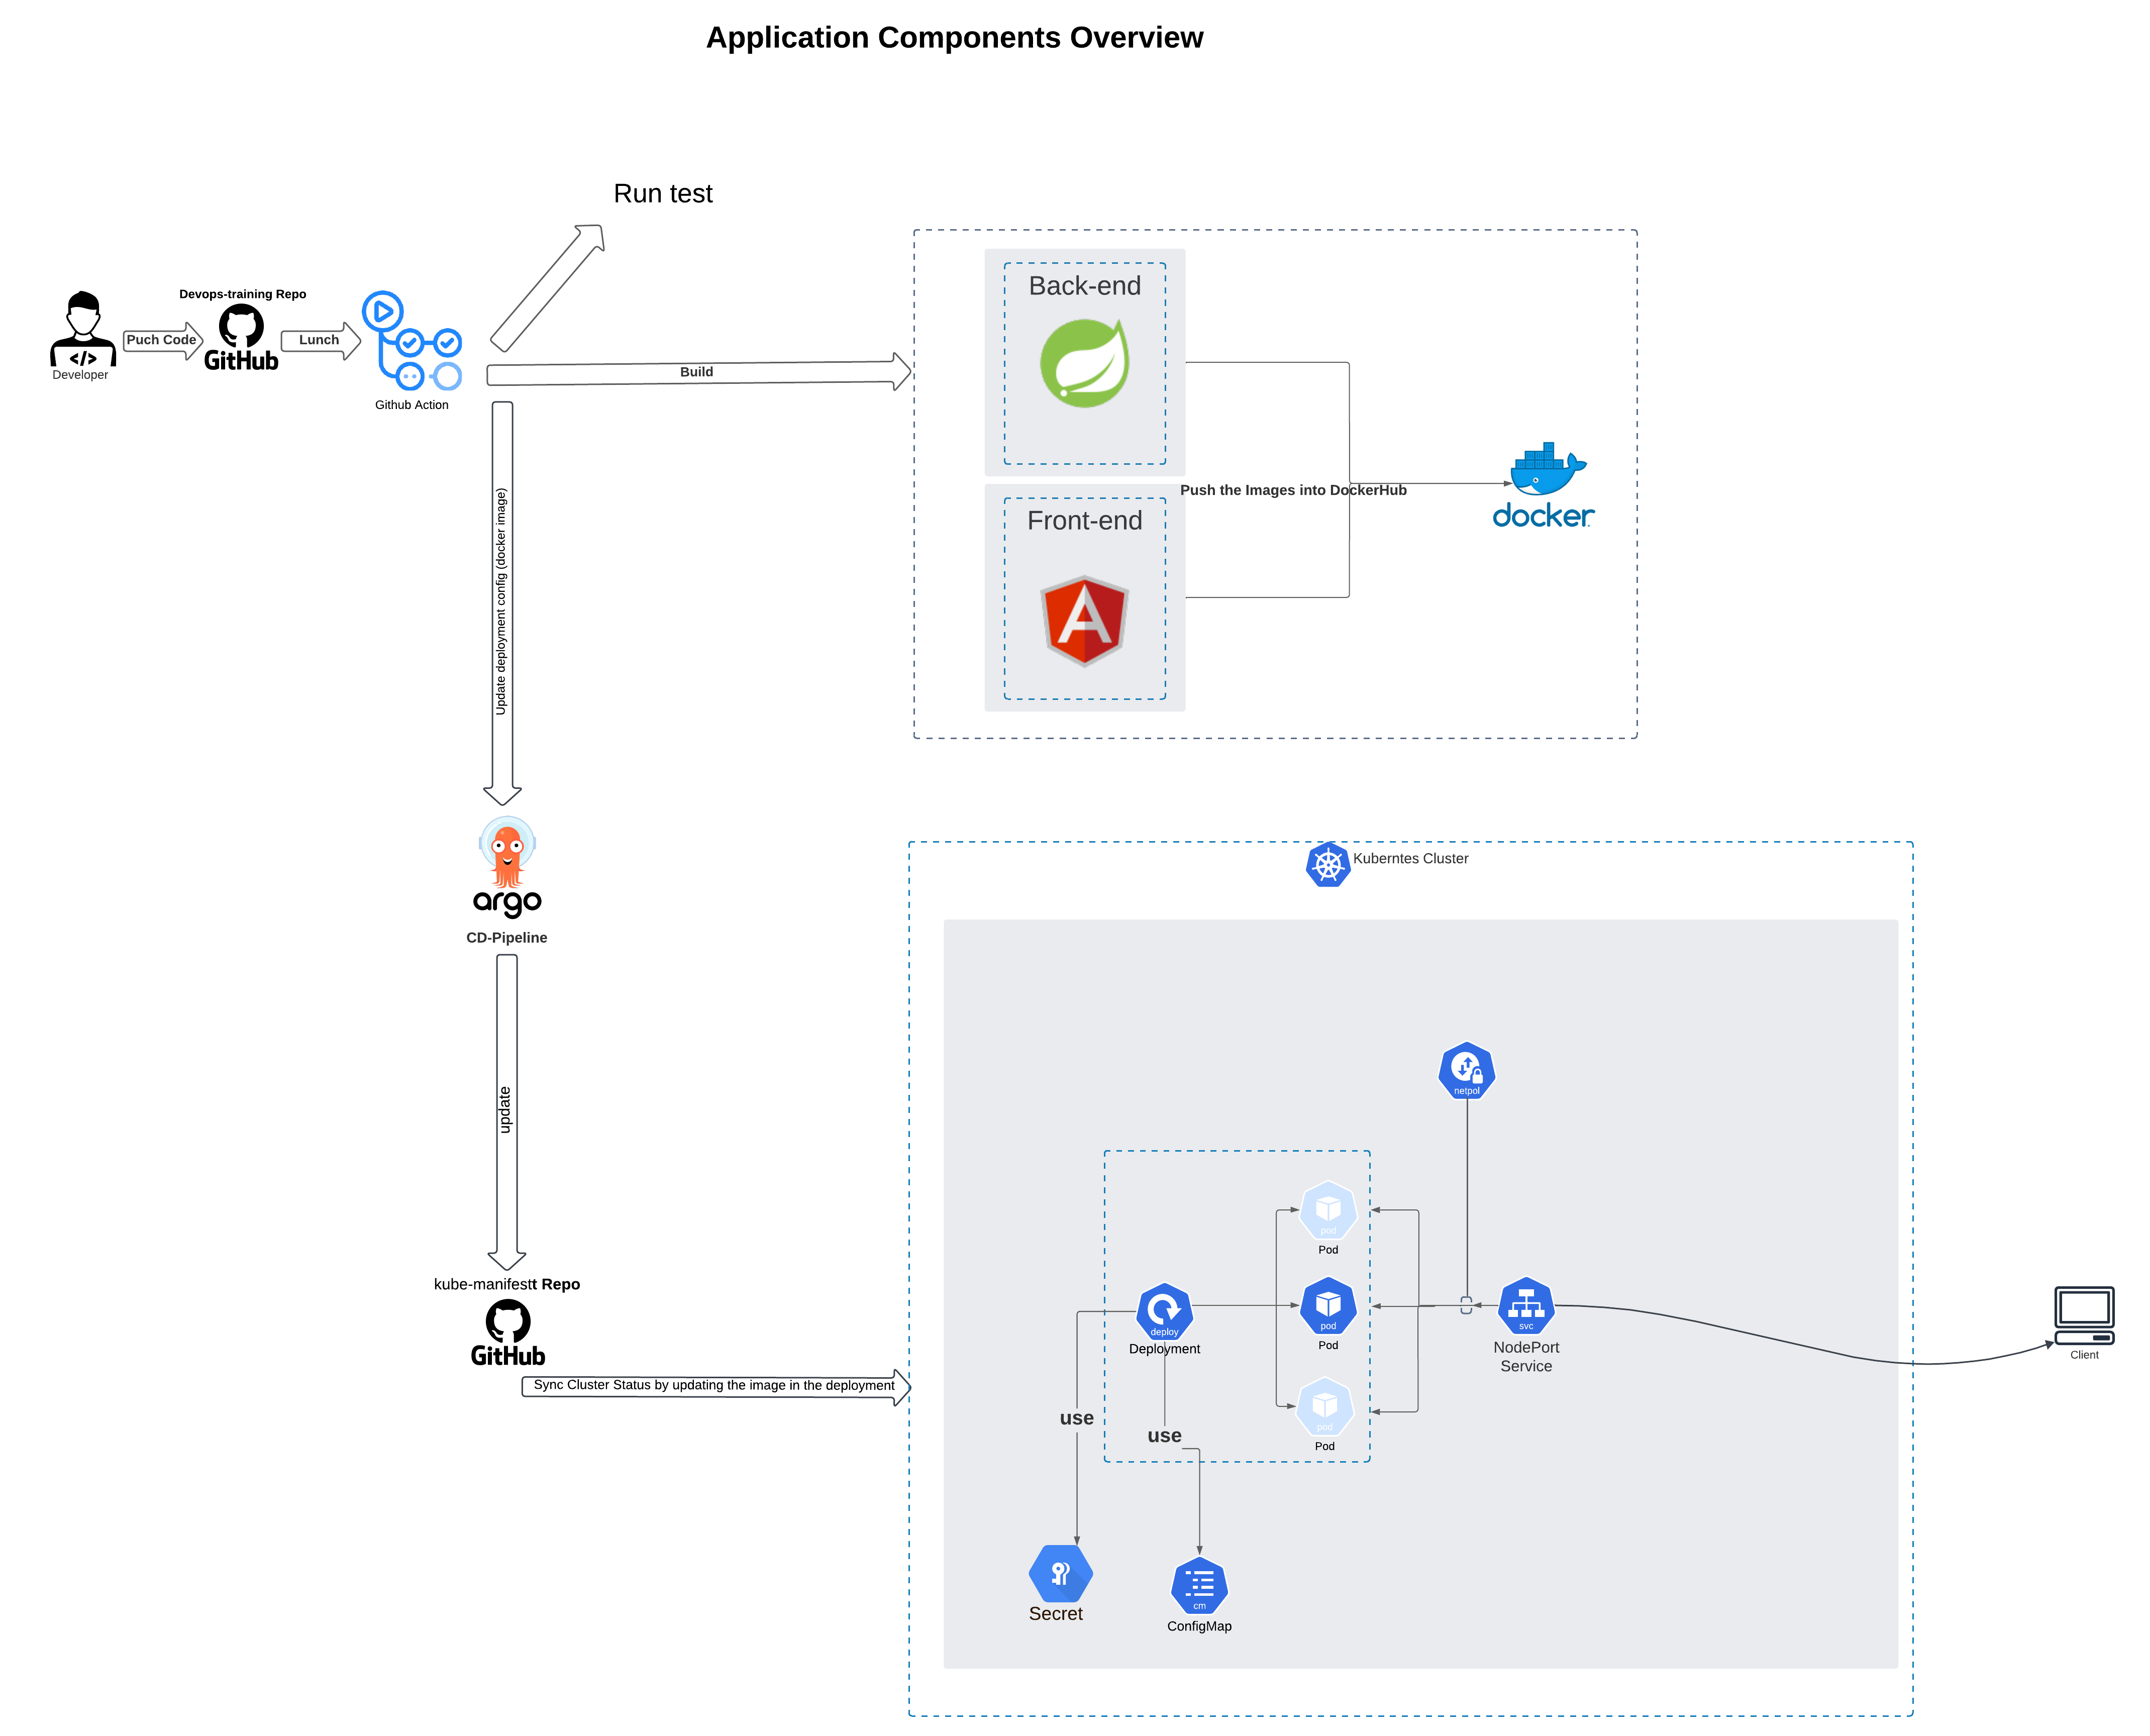 Application Components Overview
Run test
Devops-training Repo
Puch Code
GitHub
Lunch
Developer
Github Action
Build
Back-end
Front-end
Push the Images into DockerHub
docker
Update deployment config (docker image)
argo
CD-Pipeline
update
kube-manifestt Repo
GitHub
Sync Cluster Status by updating the image in the deployment
Kuberntes Cluster
netpol
pod
Pod
deploy
Deployment
pod
Pod
svc
NodePort
Service
Client
pod
Pod
use
use
Secret
cm
ConfigMap